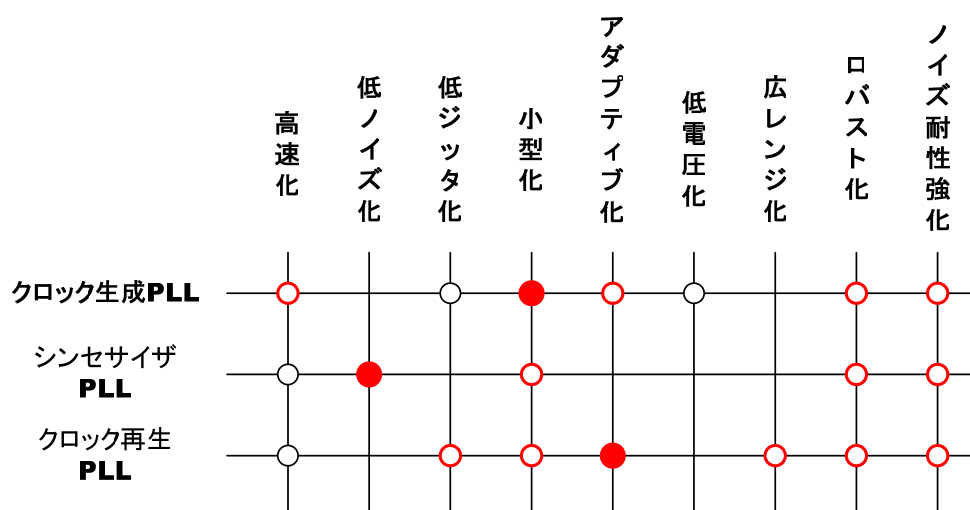 高速化
低ノイズ化
低ジッタ化
小型化
アダプティブ化
低電圧化
広レンジ化
ロバスト化
ノイズ耐性強化
クロック生成PLL
シンセサイザ
PLL
クロック再生
PLL